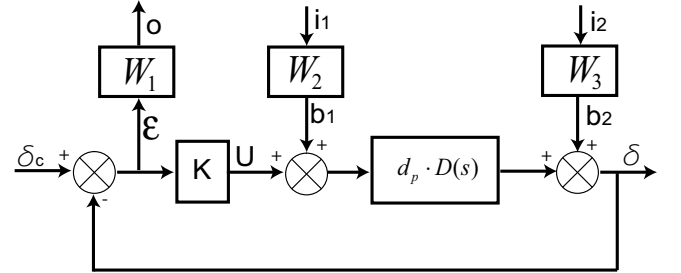 o
i1
i2
W1
W2
W3
ε
b1
b2
δc
+
-
K
U
+
+
dp · D(s)
+
+
δ